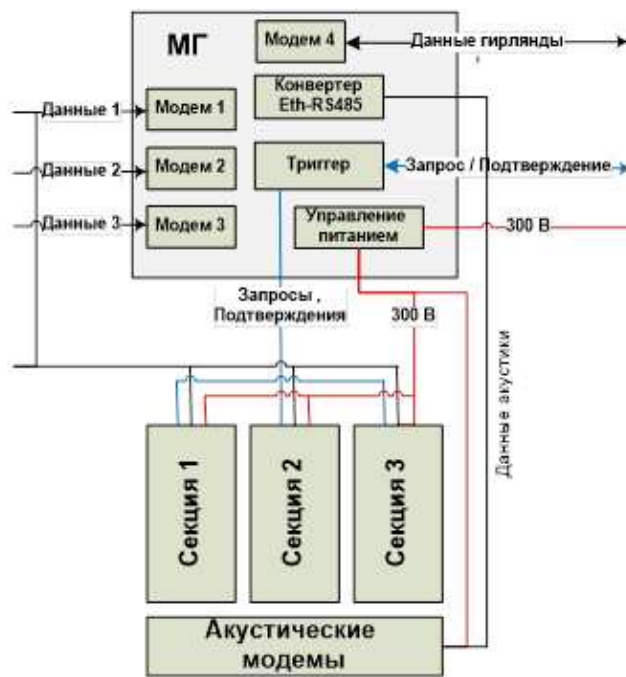 МГ
Модем 4
Данные гирлянды
,
Конвертер
Eth-RS485
Данные 1
Модем 1
Данные 2
Модем 2
Триггер
Запрос / Подтверждение
Данные 3
Модем 3
Управление
питанием
300 В
Запросы ,
Подтверждения
300 В
Данные акустики
Секция 1
Секция 2
Секция 3
Акустические
модемы